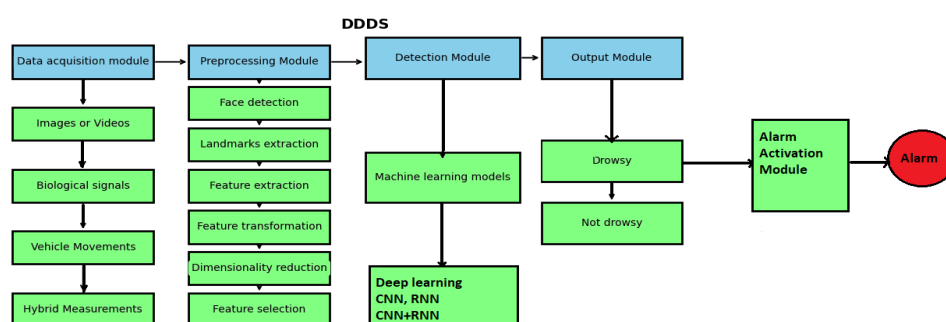 DDDS
Data acquisition module
Images or Videos
Biological signals
Vehicle Movements
Hybrid Measurements
Preprocessing Module
Face detection
Landmarks extraction
Feature extraction
Feature transformation
Dimensionality reduction
Feature selection
Detection Module
Machine learning models
Deep learning
CNN, RNN
CNN+RNN
Output Module
Drowsy
Not drowsy
Alarm
Activation
Module
Alarm